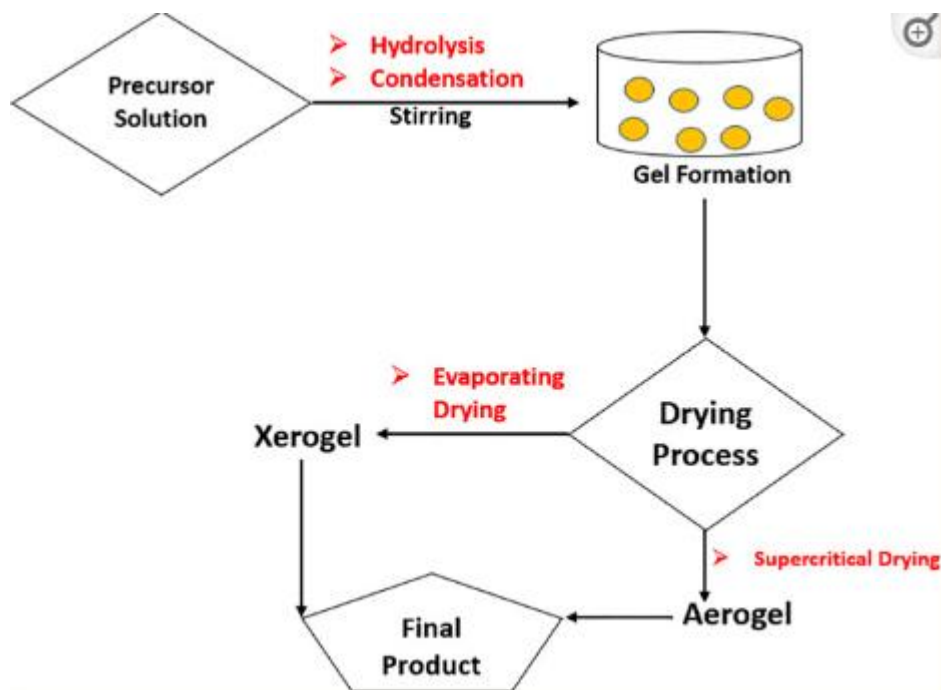 Precursor
Solution
➢ Hydrolysis
➢ Condensation
Stirring
Gel Formation
➢ Evaporating
Drying
Xerogel
Drying
Process
➢ Supercritical Drying
Aerogel
Final
Product